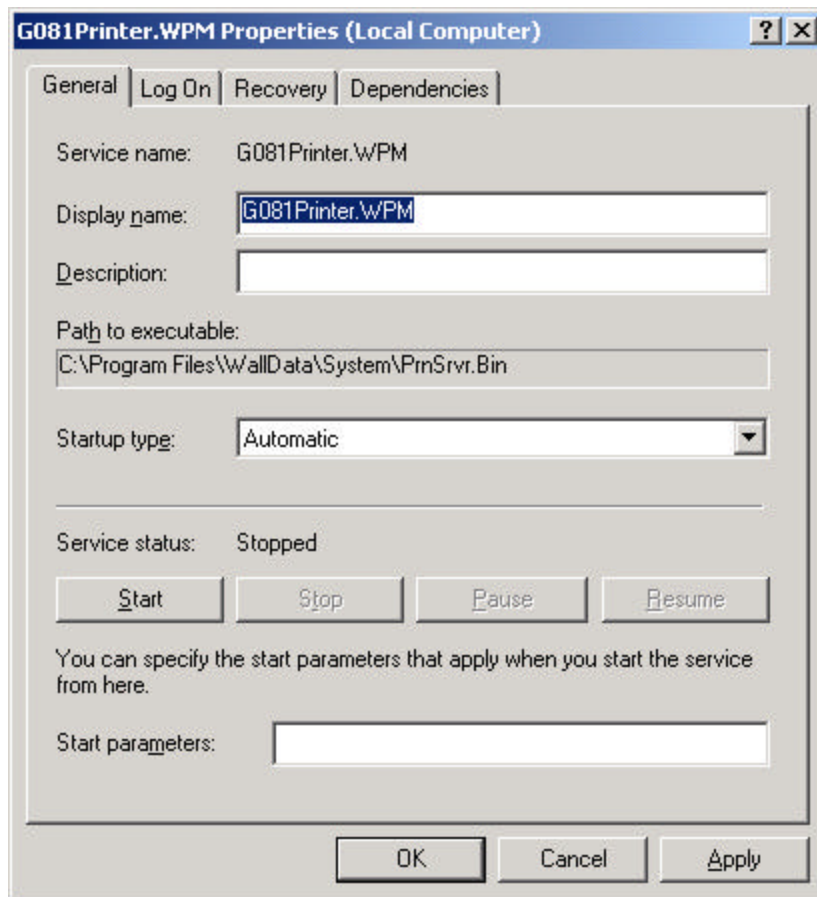 G081Printer.WPM Properties (Local Computer)
General Log On Recovery Dependencies
Service name: G081Printer.WPM
Display name: G081Printer.WPM
Description:
Path to executable:
C:\Program Files\WallData\System\PrnSrvr.Bin
Startup type: Automatic
Service status: Stopped
Start Stop Pause Resume
You can specify the start parameters that apply when you start the service
from here.
Start parameters:
OK Cancel Apply